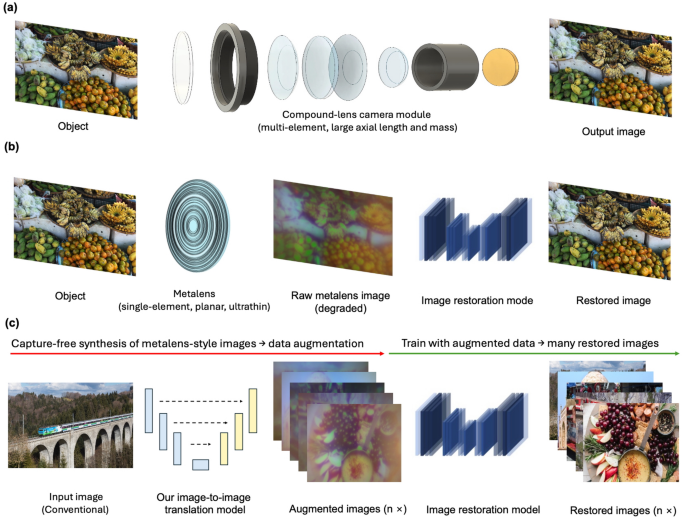 (a)
Object
Compound-lens camera module
(multi-element, large axial length and mass)
Output image
(b)
Object
Metalens
(single-element, planar, ultrathin)
Raw metalens image
(degraded)
Image restoration mode
Restored image
(c)
Capture-free synthesis of metalens-style images → data augmentation
Train with augmented data → many restored images
Input image
(Conventional)
Our image-to-image
translation model
Augmented images (n ×)
Image restoration model
Restored images (n ×)